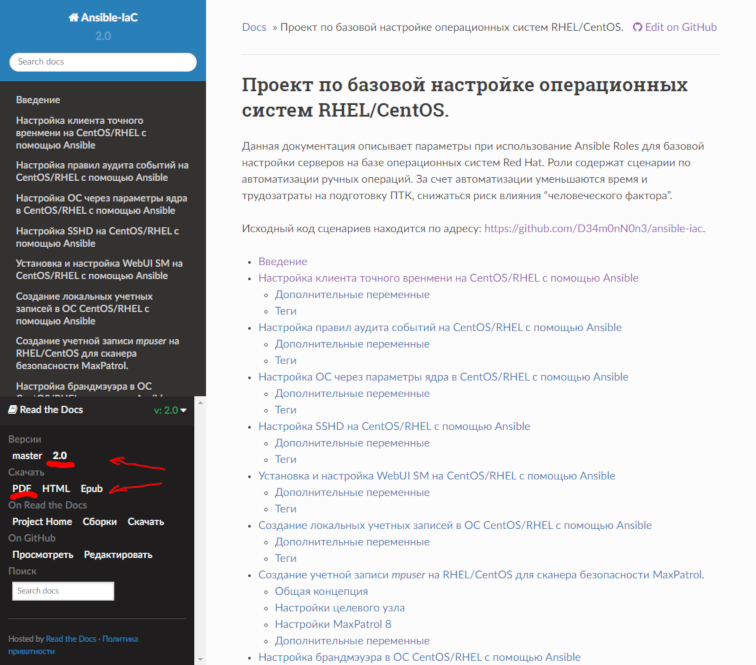 Ansible-IaC
2.0
Search docs
Введение
Настройка клиента точного
вренмени на CentOS/RHEL с
помощью Ansible
Настройка правил аудита событий на
CentOS/RHEL с помощью Ansible
Настройка ОС через параметры ядра
в CentOS/RHEL с помощью Ansible
Настройка SSHD на CentOS/RHEL с
помощью Ansible
Установка и настройка WebUI SM на
CentOS/RHEL с помощью Ansible
Создание локальных учетных
записей в ОС CentOS/RHEL с
помощью Ansible
Создание учетной записи mpuser на
RHEL/CentOS для сканера
безопасности MaxPatrol.
Настройка брандмэуэра в ОС
CentOS/RHEL с помощью Ansible
Read the Docs v: 2.0
Версии
master 2.0
Скачать
PDF HTML Epub
On Read the Docs
Project Home Сборки Скачать
On GitHub
Просмотреть Редактировать
Поиск
Search docs
Hosted by Read the Docs · Политика
приватности
Docs » Проект по базовой настройке операционных систем RHEL/CentOS. Edit on GitHub
Проект по базовой настройке операционных
систем RHEL/CentOS.
Данная документация описывает параметры при использование Ansible Roles для базовой
настройки серверов на базе операционных систем Red Hat. Роли содержат сценарии по
автоматизации ручных операций. За счет автоматизации уменьшаются время и
трудозатраты на подготовку ПТК, снижаться риск влияния “человеческого фактора”.
Исходный код сценариев находится по адресу: https://github.com/D34m0nN0n3/ansible-iac.
• Введение
• Настройка клиента точного вренмени на CentOS/RHEL с помощью Ansible
◦ Дополнительные переменные
◦ Теги
• Настройка правил аудита событий на CentOS/RHEL с помощью Ansible
◦ Дополнительные переменные
◦ Теги
• Настройка ОС через параметры ядра в CentOS/RHEL с помощью Ansible
◦ Дополнительные переменные
◦ Теги
• Настройка SSHD на CentOS/RHEL с помощью Ansible
◦ Дополнительные переменные
◦ Теги
• Установка и настройка WebUI SM на CentOS/RHEL с помощью Ansible
◦ Дополнительные переменные
◦ Теги
• Создание локальных учетных записей в ОС CentOS/RHEL с помощью Ansible
◦ Дополнительные переменные
◦ Теги
• Создание учетной записи mpuser на RHEL/CentOS для сканера безопасности MaxPatrol.
◦ Общая концепция
◦ Настройки целевого узла
◦ Настройки MaxPatrol 8
◦ Дополнительные переменные
• Настройка брандмэуэра в ОС CentOS/RHEL с помощью Ansible